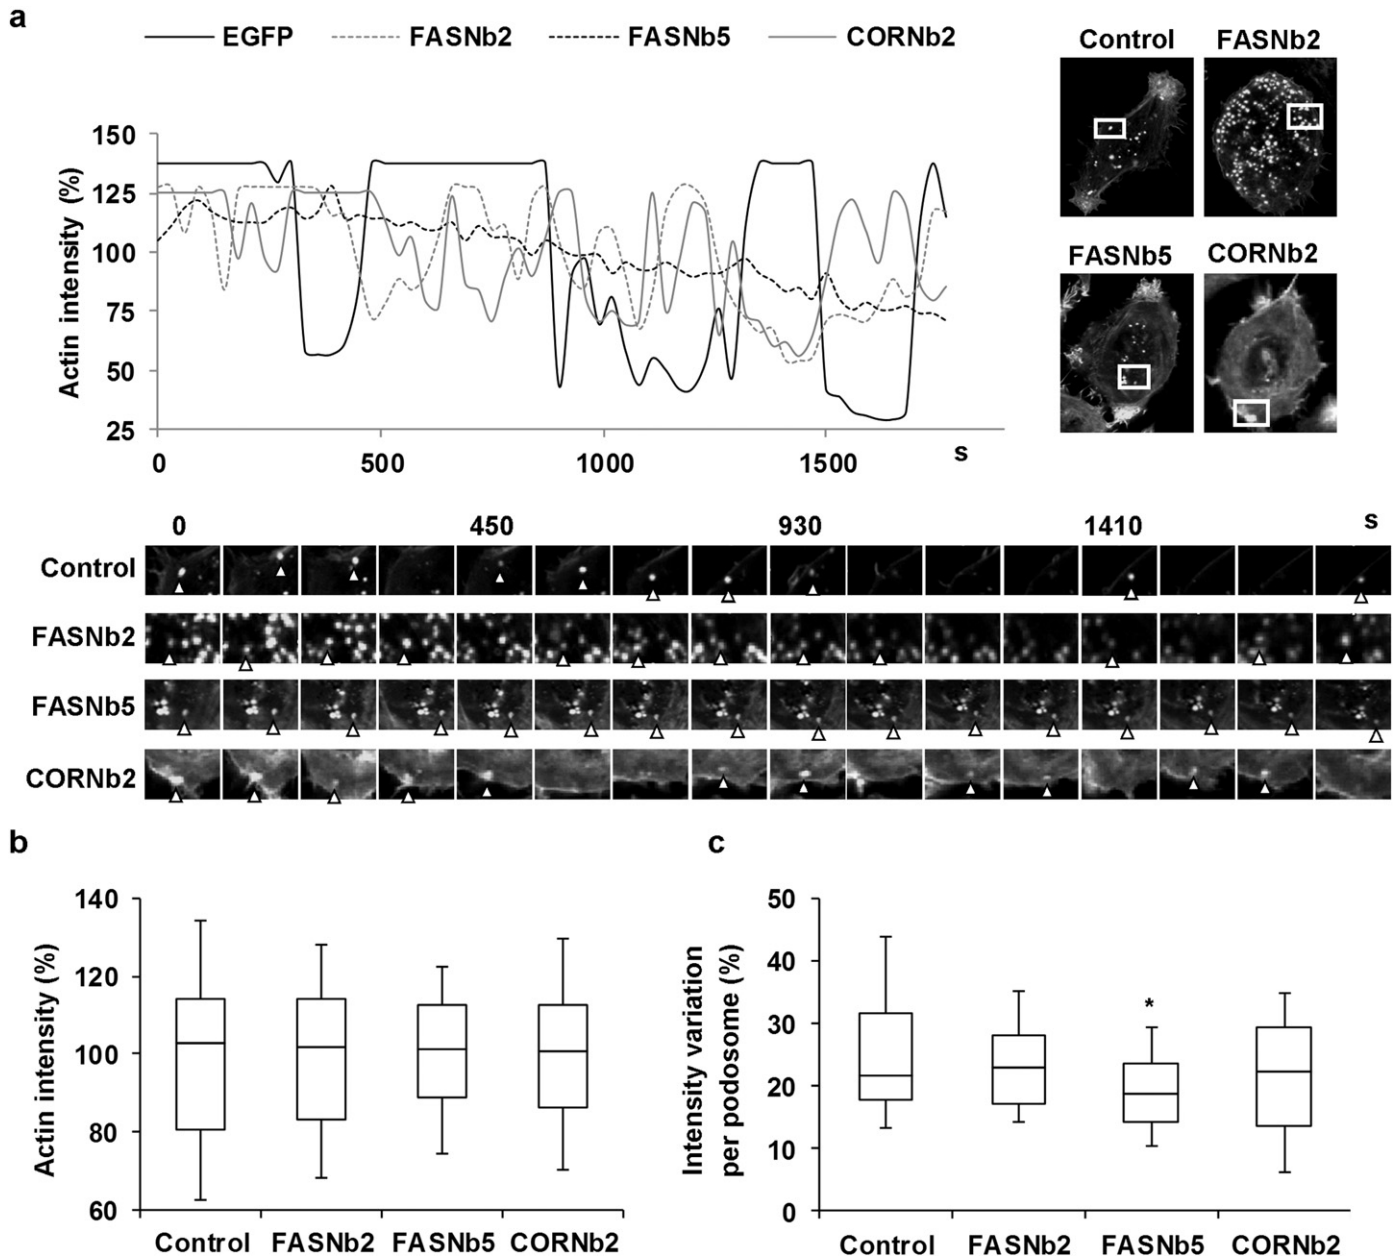 a
EGFP FASNb2 FASNb5 CORNb2
Control FASNb2
FASNb5 CORNb2
Actin intensity (%)
150
125
100
75
50
25
0 500 1000 1500 s
0 450 930 1410 s
Control
FASNb2
FASNb5
CORNb2
b
Actin intensity (%)
140
120
100
80
60
Control FASNb2 FASNb5 CORNb2
c
Intensity variation
per podosome (%)
50
40
30
20
10
0
*
Control FASNb2 FASNb5 CORNb2